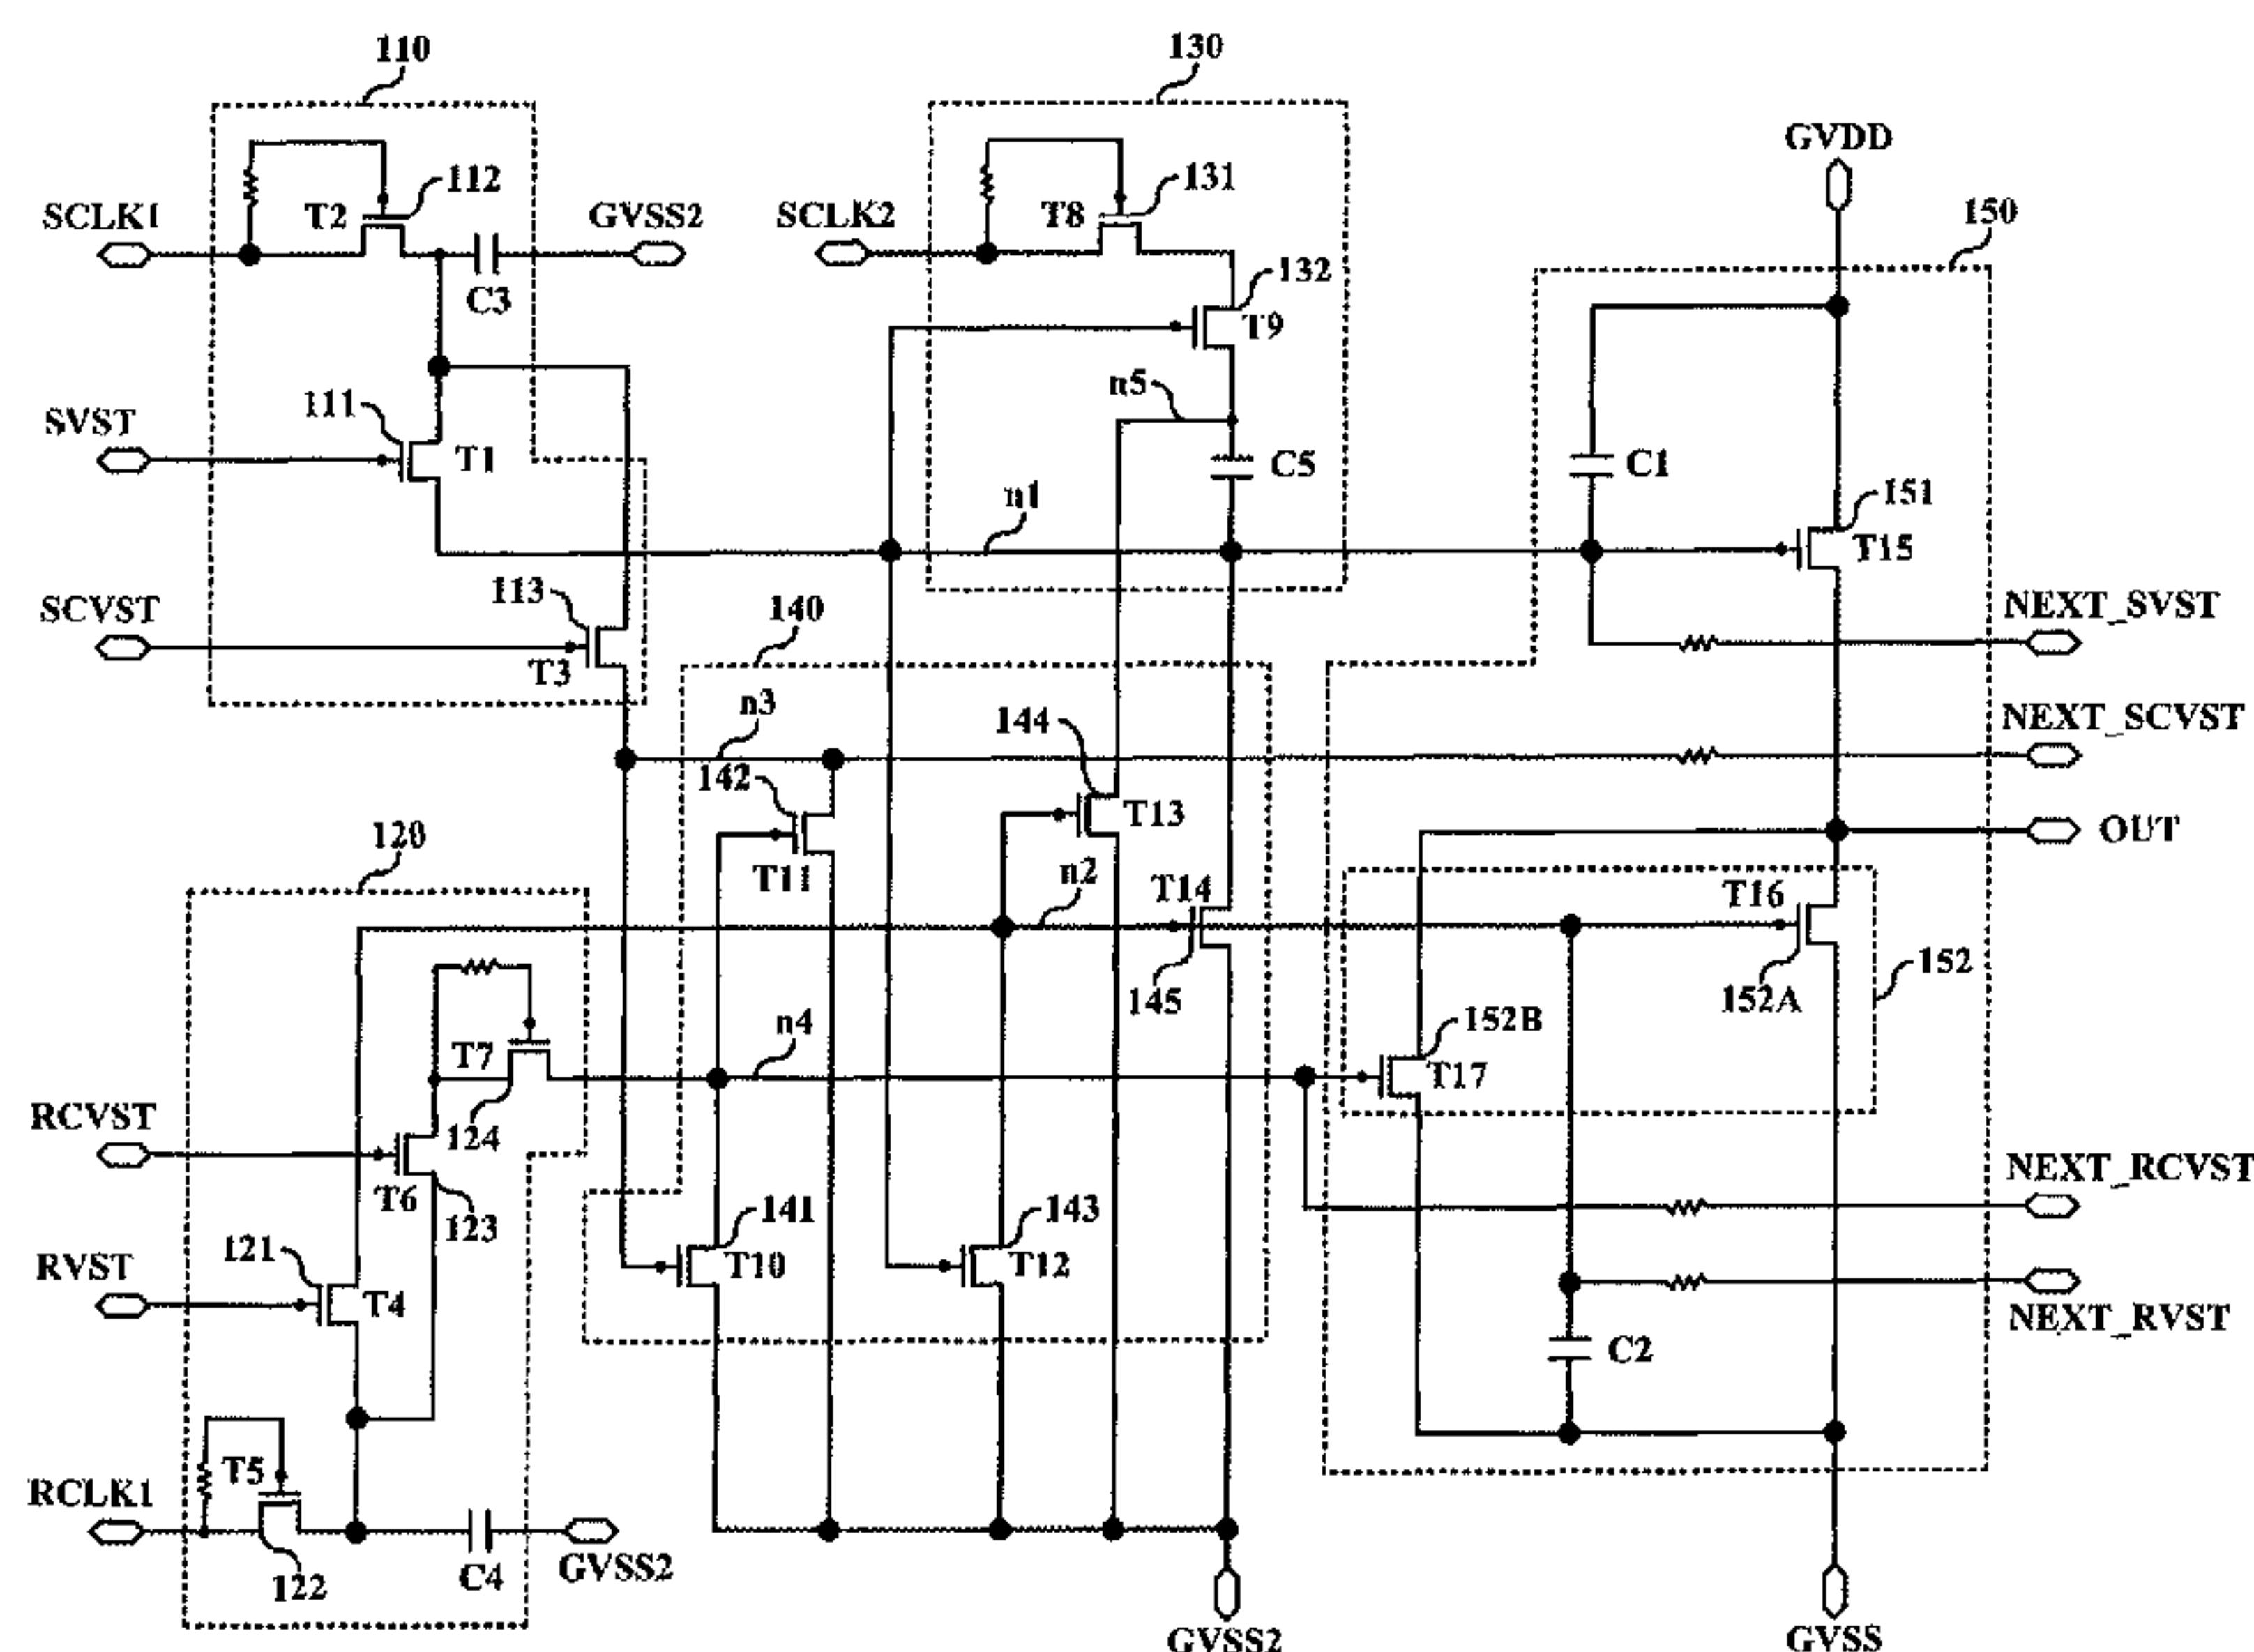 110
130
GVDD
112
131
SCLK1
T2
GVSS2
SCLK2
T8
150
132
C3
T9
n5
111
SVST
T1
C5
C1
n1
151
T15
113
140
SCVST
NEXT_SVST
T3
n3
144
NEXT_SCVST
142
T13
120
OUT
T11
n2
T14
T16
152
145
152A
n4
152B
T7
T17
RCVST
124
T6
123
NEXT_RCVST
141
143
121
RVST
T10
T12
T4
NEXT_RVST
C2
T5
RCLK1
122
C4
GVSS2
GVSS2
GVSS